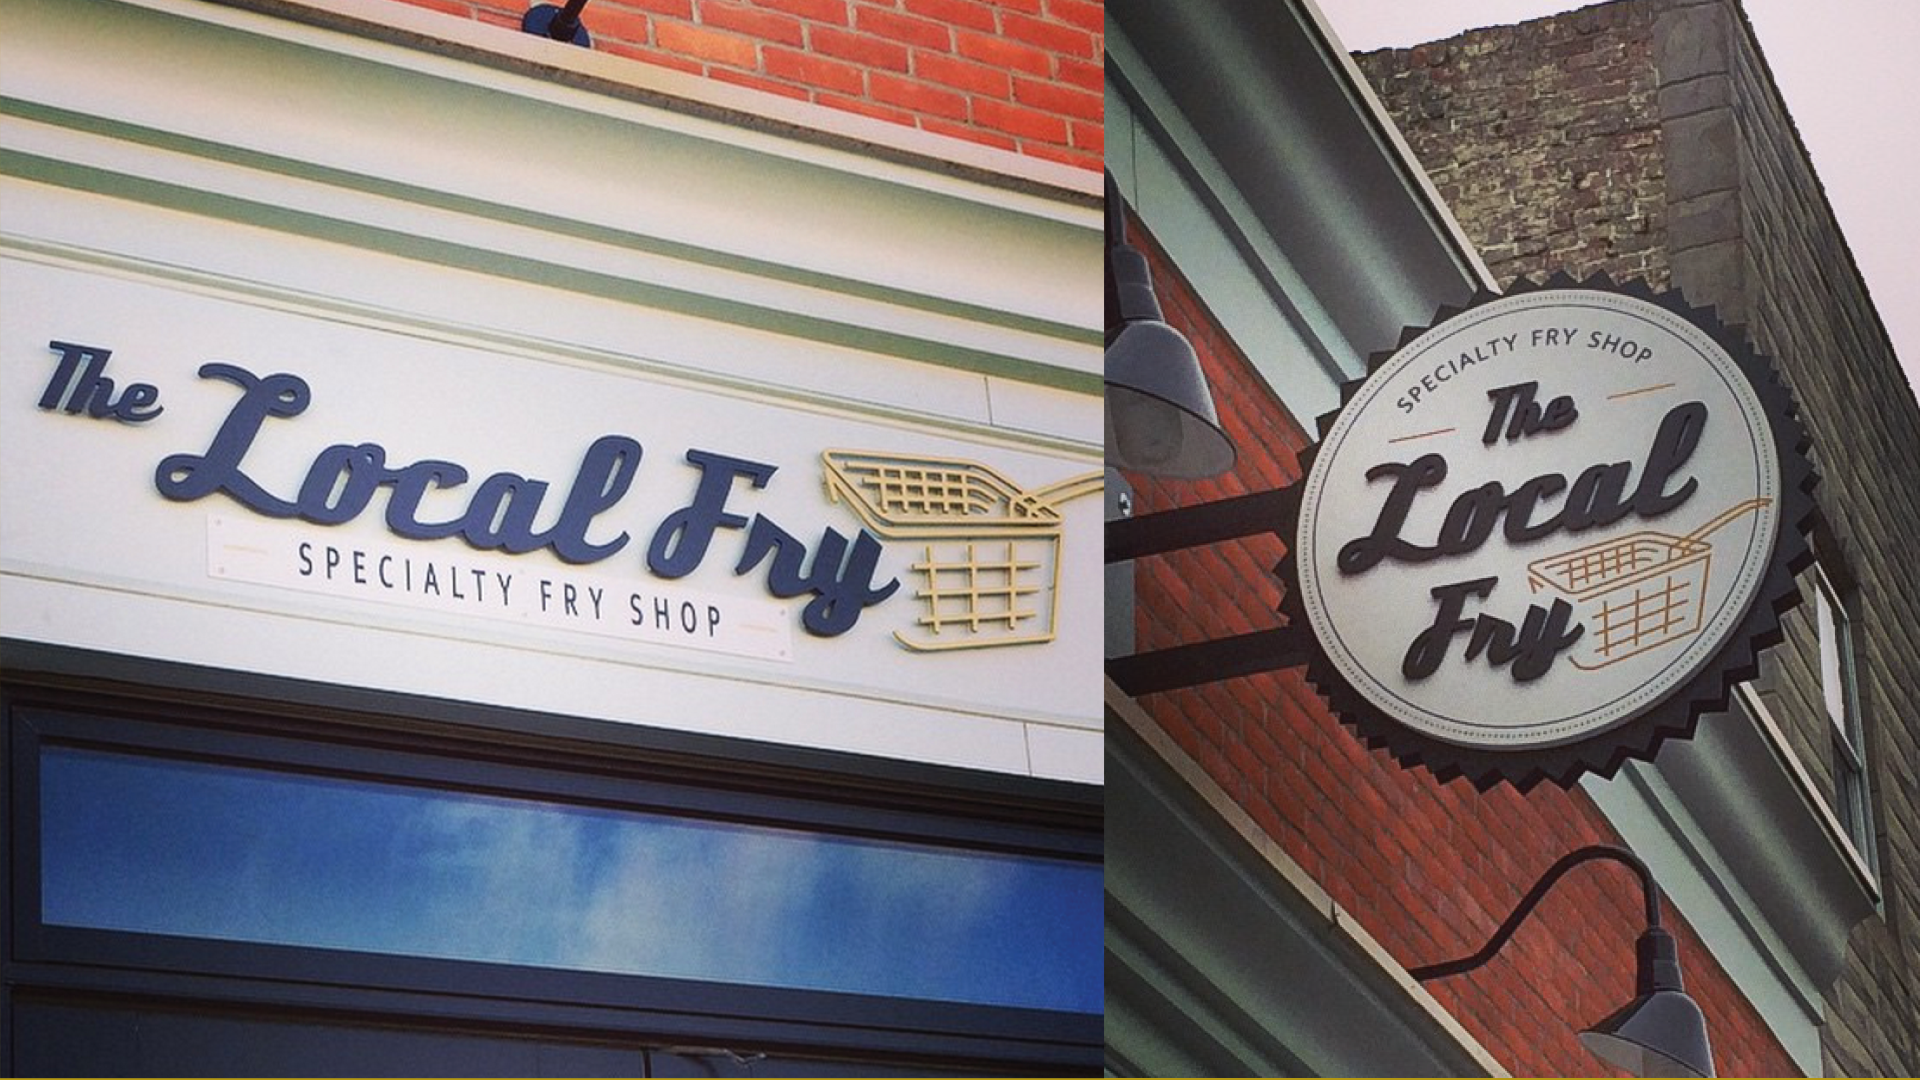 The Local Fry
SPECIALTY FRY SHOP
SPECIALTY FRY SHOP
The
Local
Fry